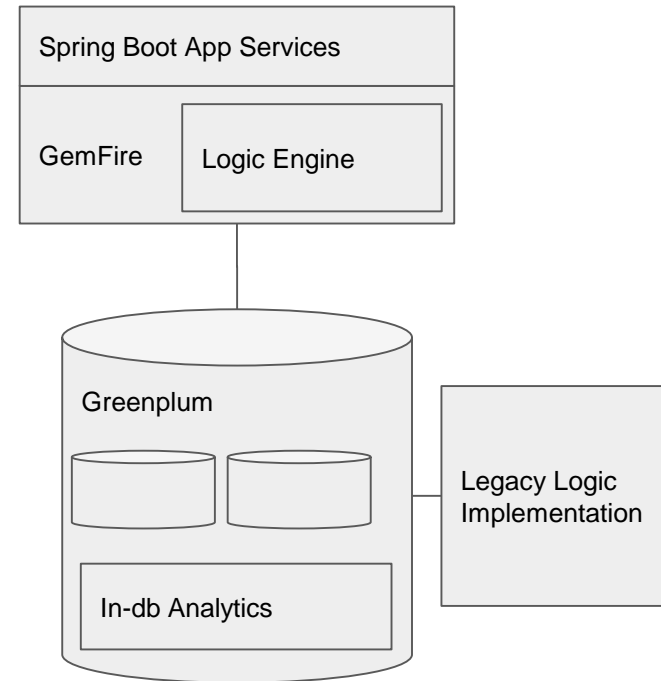 Spring Boot App Services
GemFire
Logic Engine
Greenplum
Legacy Logic
Implementation
In-db Analytics